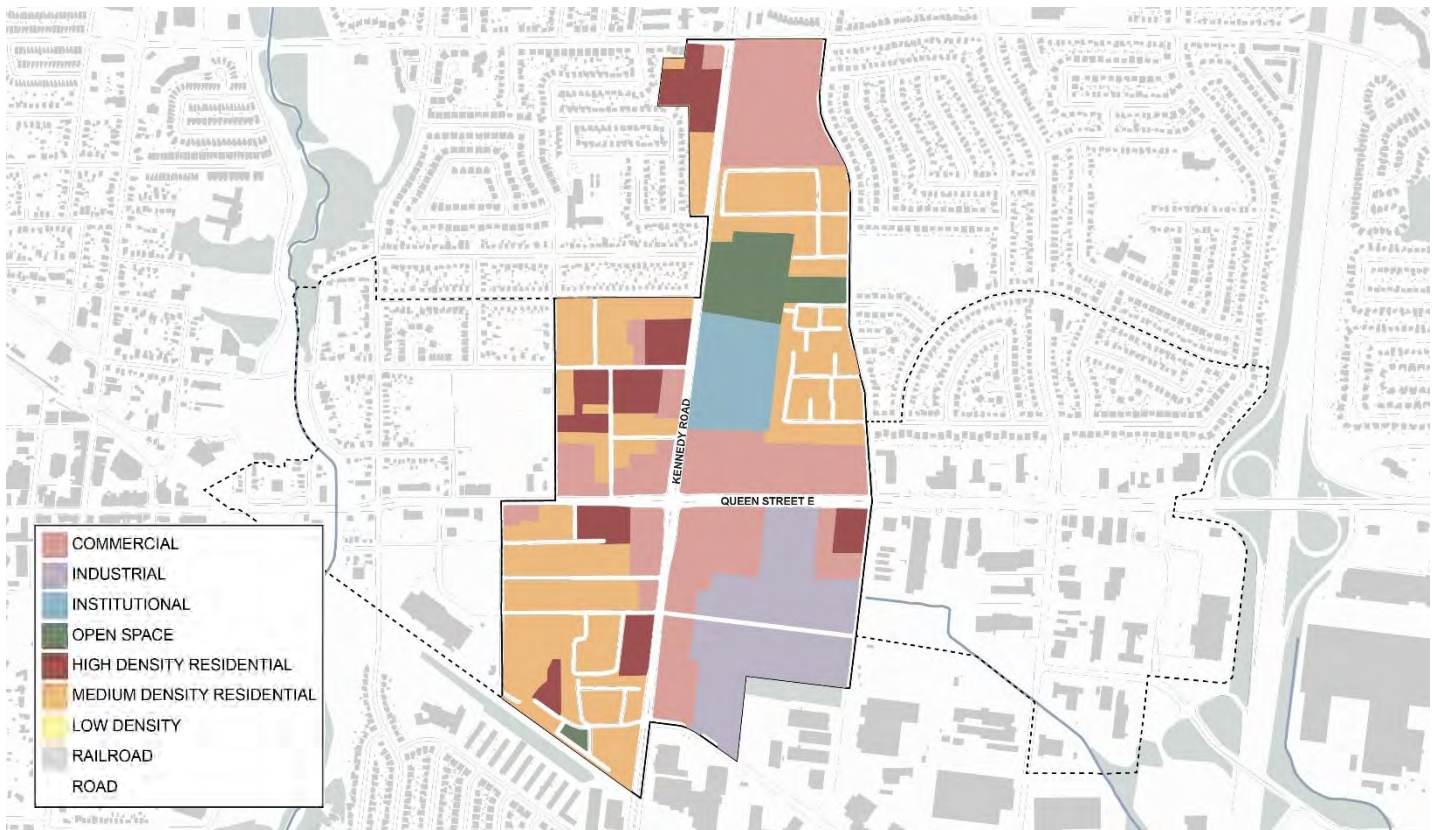 KENNEDY ROAD
QUEEN STREET E
COMMERCIAL
INDUSTRIAL
INSTITUTIONAL
OPEN SPACE
HIGH DENSITY RESIDENTIAL
MEDIUM DENSITY RESIDENTIAL
LOW DENSITY
RAILROAD
ROAD